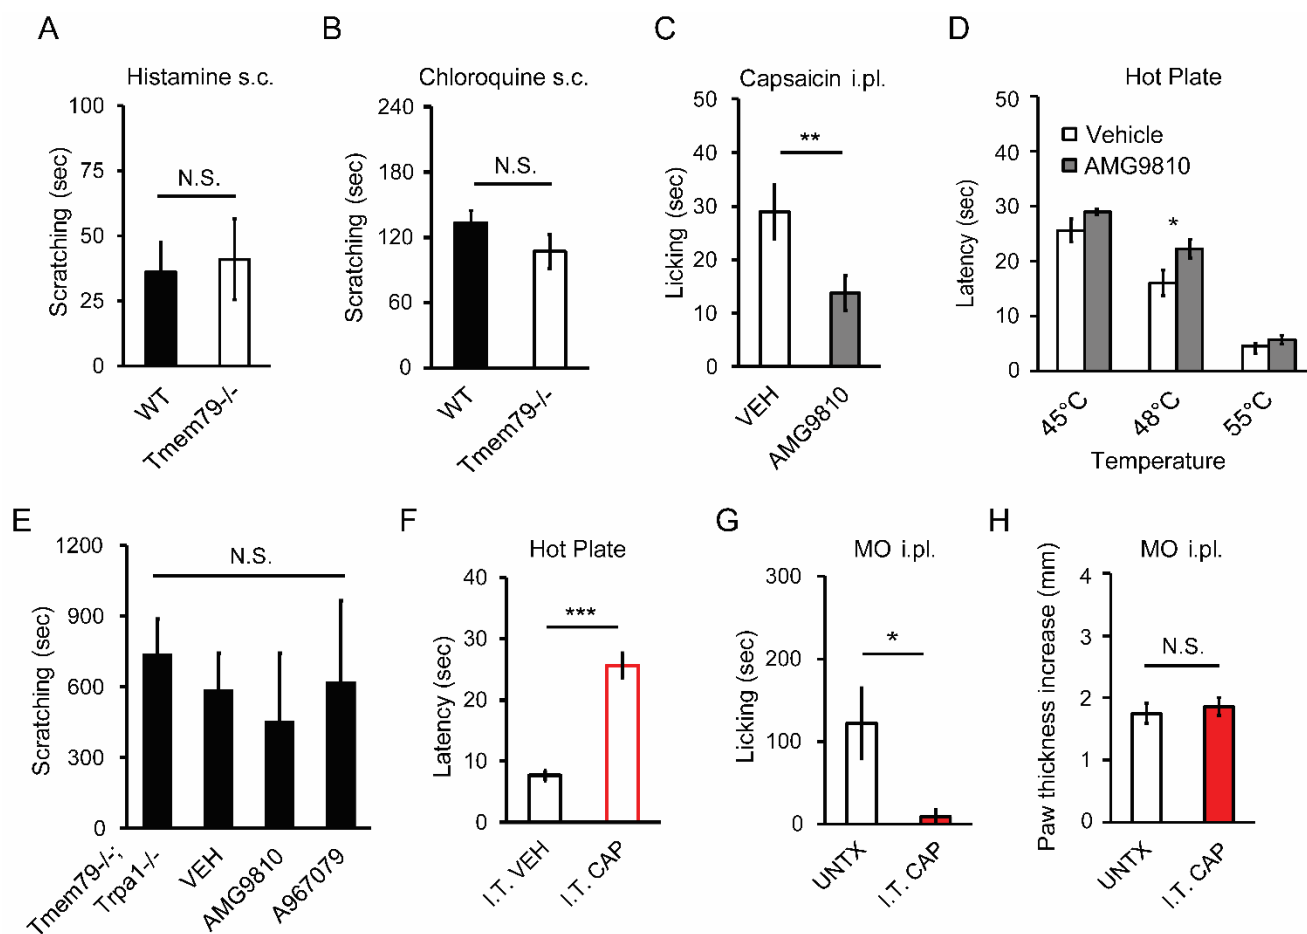 A
Histamine s.c.
Scratching (sec)
100
75
50
25
0
N.S.
WT
Tmem79-/-
B
Chloroquine s.c.
Scratching (sec)
240
180
120
60
0
N.S.
WT
Tmem79-/-
C
Capsaicin i.pl.
Licking (sec)
50
40
30
20
10
0
**
VEH
AMG9810
D
Hot Plate
Latency (sec)
50
40
30
20
10
0
Vehicle
AMG9810
*
45°C
48°C
55°C
Temperature
E
Scratching (sec)
1200
900
600
300
0
N.S.
Tmem79-/-;
Trpa1-/-
VEH
AMG9810
A967079
F
Hot Plate
Latency (sec)
40
30
20
10
0
***
I.T. VEH
I.T. CAP
G
MO i.pl.
Licking (sec)
300
200
100
0
*
UNTX
I.T. CAP
H
MO i.pl.
Paw thickness increase (mm)
4
3
2
1
0
N.S.
UNTX
I.T. CAP